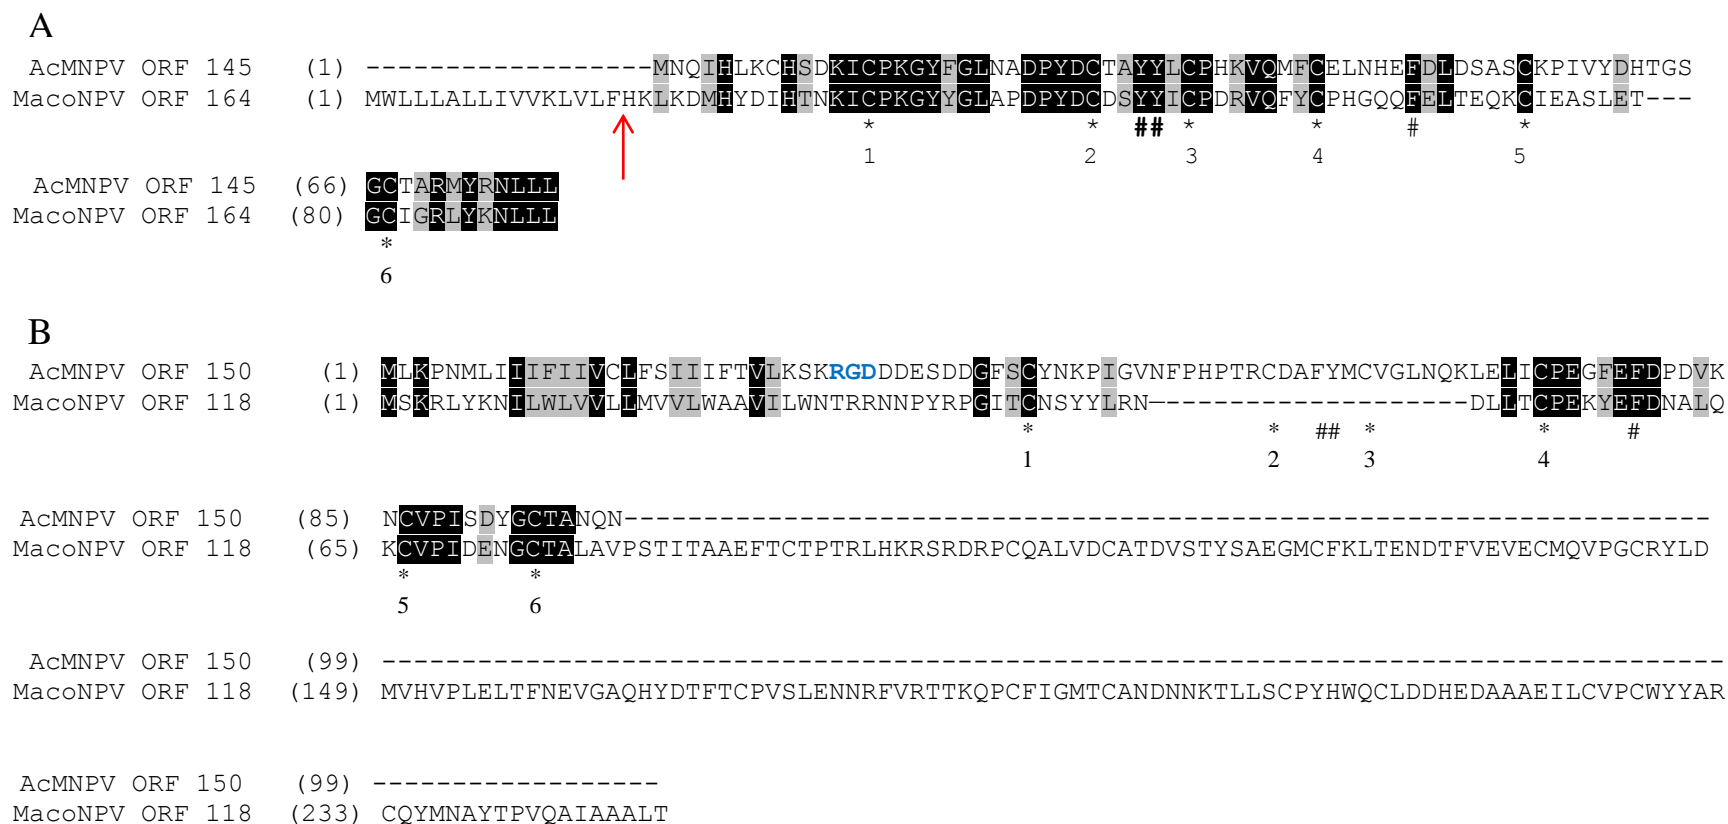 A
AcMNPV ORF 145 (1) ------------------MNQIHLKCHSDKICPKGYFGLNADPYDCTAYYLCPHKVQMFCELNHEFDLDSASCKPIVYDHTGS
MacoNPV ORF 164 (1) MWLLLALLIVVKLVLFHKLKDMHYDIHTNKICPKGYYGLAPDPYDCDSYYICPDRVQFYCPHGQQFELTEQKCIEASLET---
* * ## * * # *
1 2 3 4 5
AcMNPV ORF 145 (66) GCTARMYRNLLL
MacoNPV ORF 164 (80) GCIGRLYKNLLL
*
6
B
AcMNPV ORF 150 (1) MLKPNMLIIIFIIVCLFSIIIFTVLKSKRGDDDESDDGFSCYNKPIGVNFPHPTRCDAFYMCVGLNQKLELICPEGFEFDPDVK
MacoNPV ORF 118 (1) MSKRLYKNILWLVVLLMVVLWAAVILWNTRRNNPYRPGITCNSYYLRN—-------------------DLLTCPEKYEFDNALQ
* * ## * * #
1 2 3 4
AcMNPV ORF 150 (85) NCVPISDYGCTANQN--------------------------------------------------------------------
MacoNPV ORF 118 (65) KCVPIDENGCTALAVPSTITAAEFTCTPTRLHKRSRDRPCQALVDCATDVSTYSAEGMCFKLTENDTFVEVECMQVPGCRYLD
* *
5 6
AcMNPV ORF 150 (99) ------------------------------------------------------------------------------------
MacoNPV ORF 118 (149) MVHVPLELTFNEVGAQHYDTFTCPVSLENNRFVRTTKQPCFIGMTCANDNNKTLLSCPYHWQCLDDHEDAAAEILCVPCWYYAR
AcMNPV ORF 150 (99) ------------------
MacoNPV ORF 118 (233) CQYMNAYTPVQAIAAALT